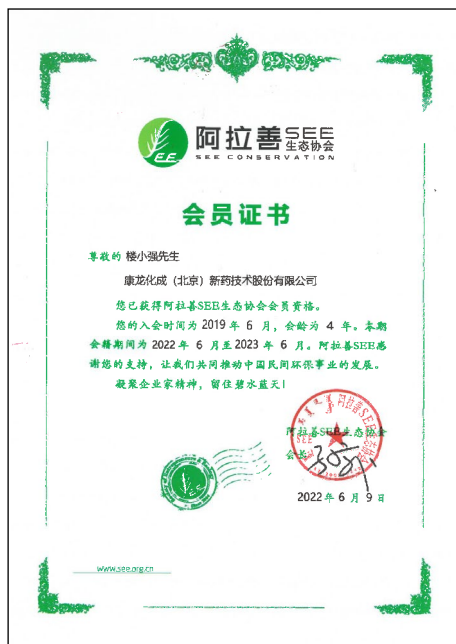 阿拉善SEE
生态协会
SEE CONSERVATION
SEE
会员证书
尊敬的 楼小强先生
康龙化成（北京）新药技术股份有限公司
您已获得阿拉善SEE生态协会会员资格。
您的入会时间为 2019 年 6 月，会龄为 4 年。本期
会籍期间为 2022 年 6 月至 2023 年 6 月。阿拉善SEE感
谢您的支持，让我们共同推动中国民间环保事业的发展。
凝聚企业家精神，留住碧水蓝天！
阿拉善SEE生态协会
会长
2022 年 6 月 9 日
www.see.org.cn